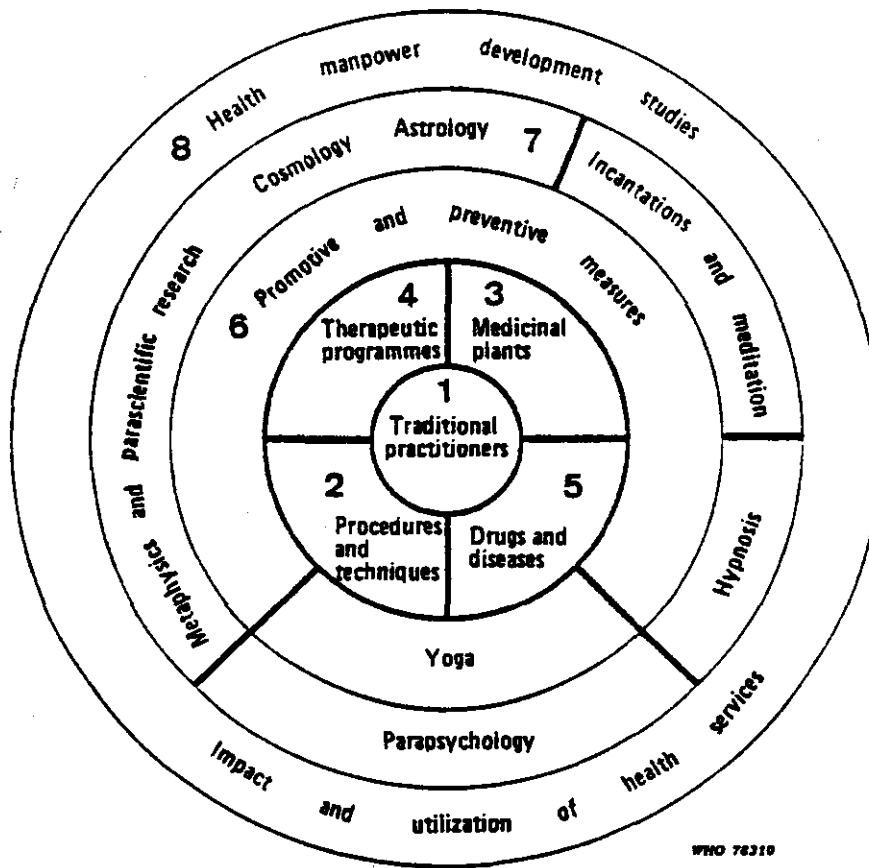 8 Health manpower development studies
Cosmology Astrology 7
Incantations and meditation
6 Promotive and preventive measures
4
Therapeutic
programmes
3
Medicinal
plants
1
Traditional
practitioners
2
Procedures
and
techniques
5
Drugs and
diseases
Metaphysics and parascientific research
Hypnosis
Yoga
Parapsychology
Impact and utilization of health services
WHO 78319